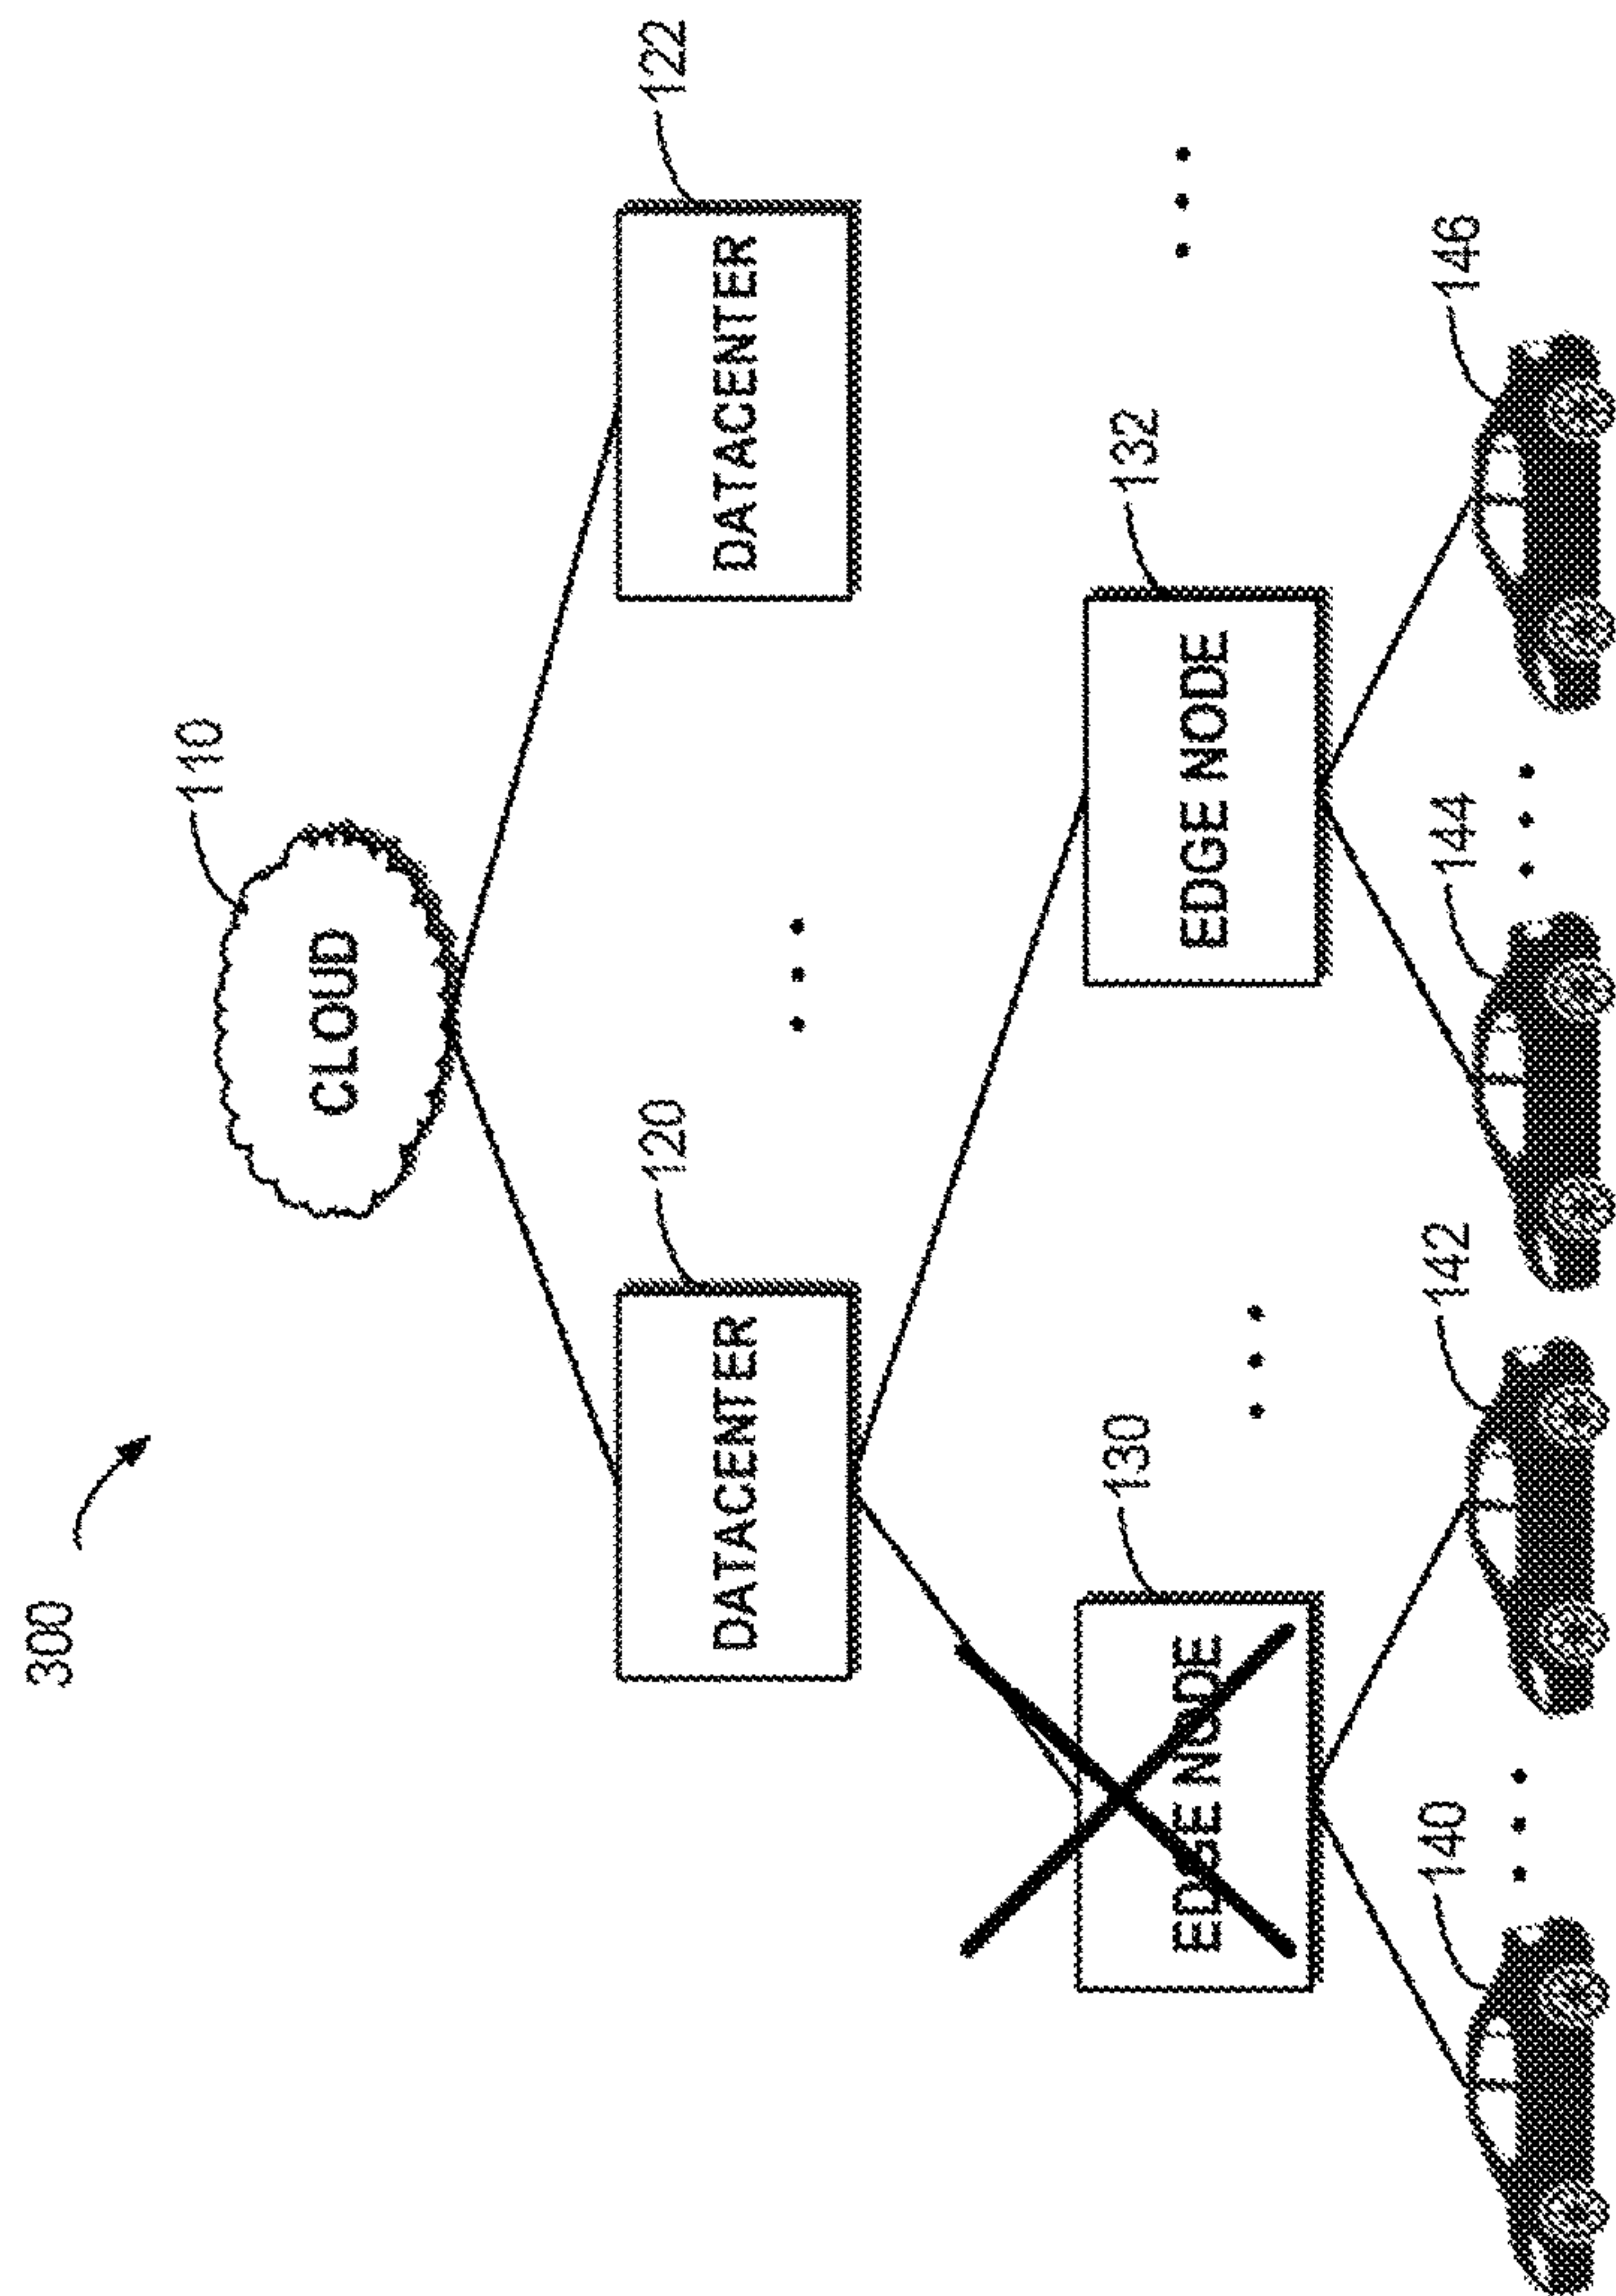 300
110
CLOUD
120
122
DATACENTER
DATACENTER
130
132
EDGE NODE
EDGE NODE
140
142
144
146